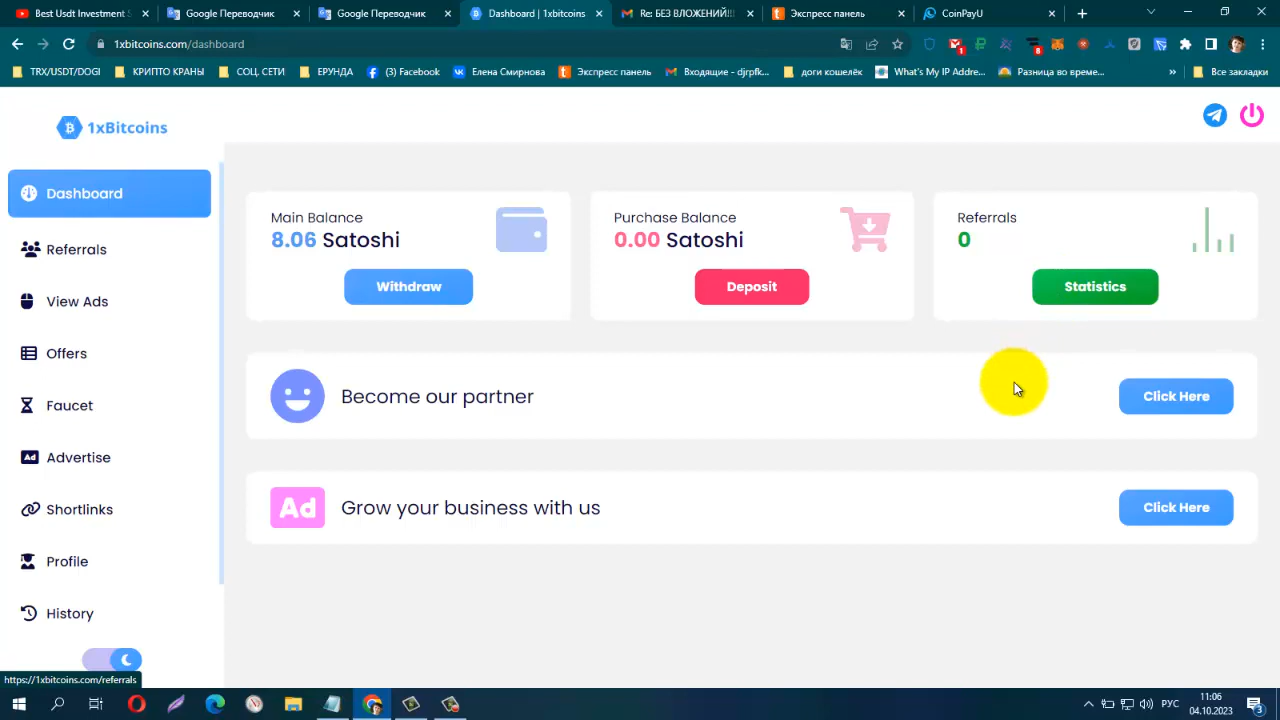 Best Usdt Investment S
Google Переводчик
Google Переводчик
Dashboard | 1xbitcoins
Re: БЕЗ ВЛОЖЕНИЙ!!!
Экспресс панель
CoinPayU
1xbitcoins.com/dashboard
1
8
TRX/USDT/DOGI
КРИПТО КРАНЫ
СОЦ. СЕТИ
ЕРУНДА
(3) Facebook
Елена Смирнова
Экспресс панель
Входящие - djrpfk...
доги кошелёк
What's My IP Addre...
Разница во време...
»
Все закладки
1xBitcoins
Dashboard
Referrals
View Ads
Offers
Faucet
Ad Advertise
Shortlinks
Profile
History
https://1xbitcoins.com/referrals
Main Balance
8.06 Satoshi
Withdraw
Purchase Balance
0.00 Satoshi
Deposit
Referrals
0
Statistics
Become our partner
Click Here
Ad Grow your business with us
Click Here
РУС
11:06
04.10.2023
3